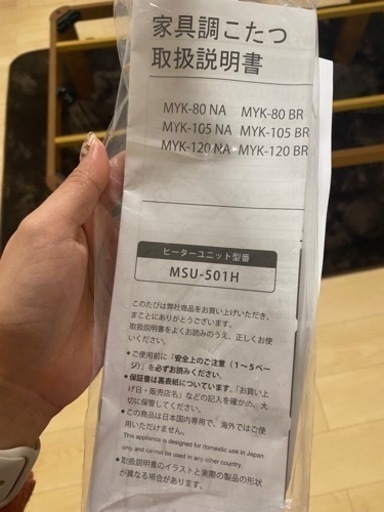 家具調こたつ
取扱説明書
MYK-80 NA MYK-80 BR
MYK-105 NA MYK-105 BR
MYK-120 NA MYK-120 BR
ヒーターユニット型番
MSU-501H
このたびは弊社商品をお買い上げいただき、
まことにありがとうございます。
取扱説明書をよくお読みのうえ、正しくお使
いください。
●ご使用前に「安全上のご注意（1〜5ペー
ジ）」を必ずお読みください。
●保証書は裏表紙についています。「お買い上
げ日・販売店名」などの記入を確かめ、大
切に保管してください。
●この商品は日本国内専用で、海外ではご使
用いただけません。
This appliance is designed for domestic use in Japan
only and cannot be used in any other country.
●取扱説明書のイラストと実際の製品の形状
が異なる場合があります。